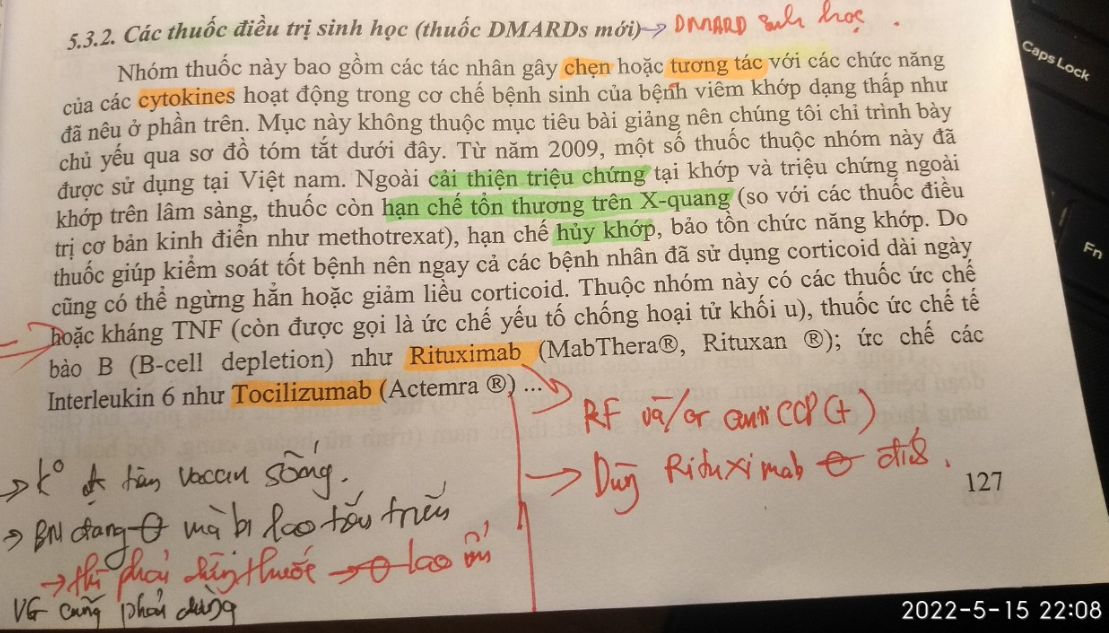 5.3.2. Các thuốc điều trị sinh học (thuốc DMARDs mới) → DMARD sinh học.
Nhóm thuốc này bao gồm các tác nhân gây chẹn hoặc tương tác với các chức năng
của các cytokines hoạt động trong cơ chế bệnh sinh của bệnh viêm khớp dạng thấp như
đã nêu ở phần trên. Mục này không thuộc mục tiêu bài giảng nên chúng tôi chỉ trình bày
chủ yếu qua sơ đồ tóm tắt dưới đây. Từ năm 2009, một số thuốc thuộc nhóm này đã
được sử dụng tại Việt nam. Ngoài cải thiện triệu chứng tại khớp và triệu chứng ngoài
khớp trên lâm sàng, thuốc còn hạn chế tổn thương trên X-quang (so với các thuốc điều
trị cơ bản kinh điển như methotrexat), hạn chế hủy khớp, bảo tồn chức năng khớp. Do
thuốc giúp kiểm soát tốt bệnh nên ngay cả các bệnh nhân đã sử dụng corticoid dài ngày
cũng có thể ngừng hẳn hoặc giảm liều corticoid. Thuộc nhóm này có các thuốc ức chế
hoặc kháng TNF (còn được gọi là ức chế yếu tố chống hoại tử khối u), thuốc ức chế tế
bào B (B-cell depletion) như Rituximab (MabThera®, Rituxan ®); ức chế các
Interleukin 6 như Tocilizumab (Actemra ®) ...
→ RF và/or anti CCP (+)
→ Dùng Rituximab
127
→ k° vaccin sống.
→ BN đang mà bị lao
→ thì phải thuốc → lao
VG cũng phải dùng
Caps Lock
Fn
2022-5-15 22:08